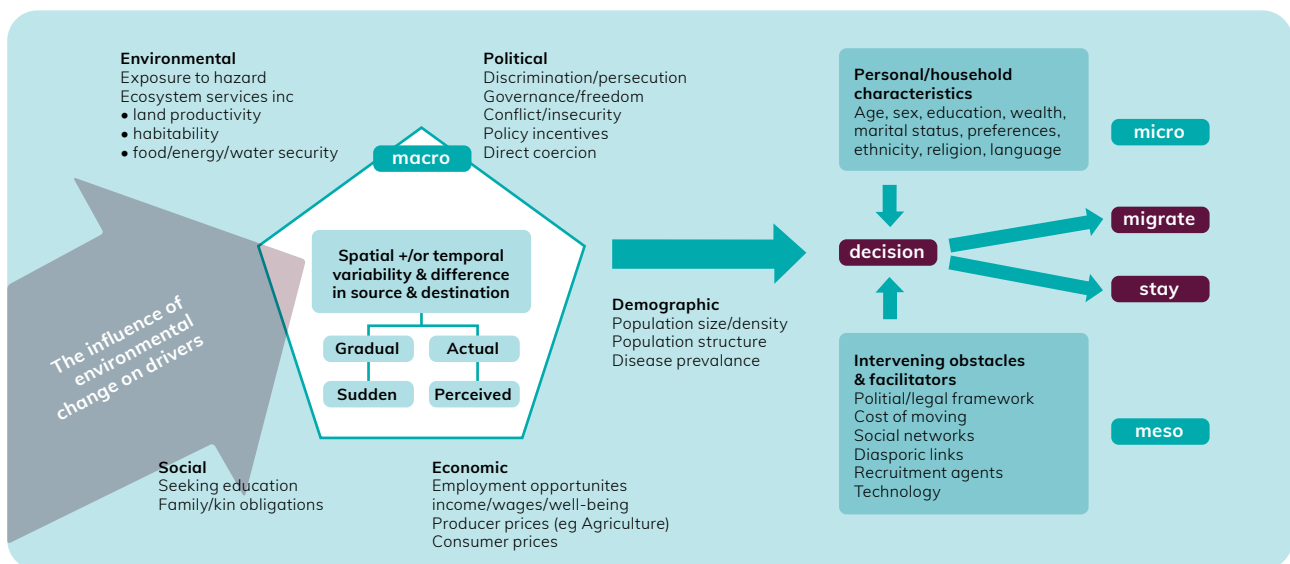 Environmental
Exposure to hazard
Ecosystem services inc
• land productivity
• habitability
• food/energy/water security
Political
Discrimination/persecution
Governance/freedom
Conflict/insecurity
Policy incentives
Direct coercion
macro
Spatial +/or temporal
variability & difference
in source & destination
Gradual
Actual
Sudden
Perceived
The influence of
environmental
change on drivers
Social
Seeking education
Family/kin obligations
Economic
Employment opportunites
income/wages/well-being
Producer prices (eg Agriculture)
Consumer prices
Demographic
Population size/density
Population structure
Disease prevalance
Personal/household
characteristics
Age, sex, education, wealth,
marital status, preferences,
ethnicity, religion, language
micro
decision
migrate
stay
Intervening obstacles
& facilitators
Politial/legal framework
Cost of moving
Social networks
Diasporic links
Recruitment agents
Technology
meso